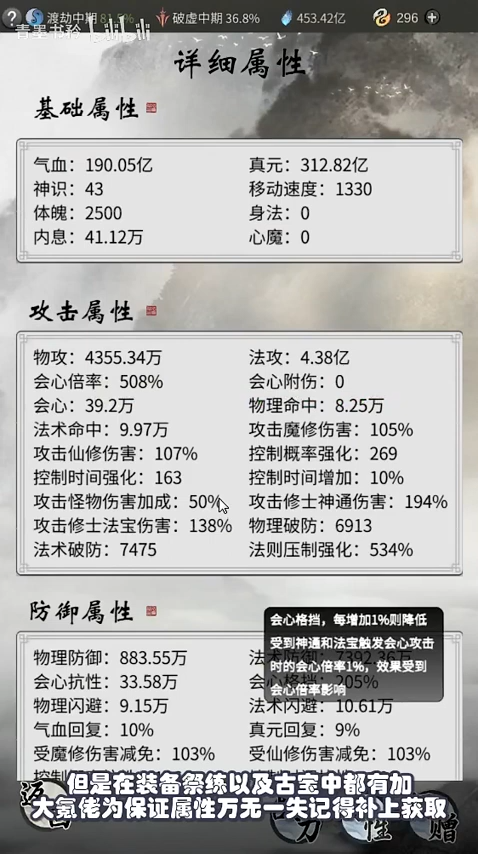 渡劫中期 破虚中期 36.8% 453.42亿 296
青墨书矜 bilibili
详细属性
基础属性
气血：190.05亿 真元：312.82亿
神识：43 移动速度：1330
体魄：2500 身法：0
内息：41.12万 心魔：0
攻击属性
物攻：4355.34万 法攻：4.38亿
会心倍率：508% 会心附伤：0
会心：39.2万 物理命中：8.25万
法术命中：9.97万 攻击魔修伤害：105%
攻击仙修伤害：107% 控制概率强化：269
控制时间强化：163 控制时间增加：10%
攻击怪物伤害加成：50% 攻击修士神通伤害：194%
攻击修士法宝伤害：138% 物理破防：6913
法术破防：7475 法则压制强化：534%
防御属性
会心格挡，每增加1%则降低
受到神通和法宝触发会心攻击
时的会心倍率1%，效果受到
会心倍率影响
物理防御：883.55万 法术防御：7392.36万
会心抗性：33.58万 会心格挡：205%
物理闪避：9.15万 法术闪避：10.61万
气血回复：10% 真元回复：9%
受魔修伤害减免：103% 受仙修伤害减免：103%
但是在装备祭练以及古宝中都有加
大氪佬为保证属性万无一失记得补上获取